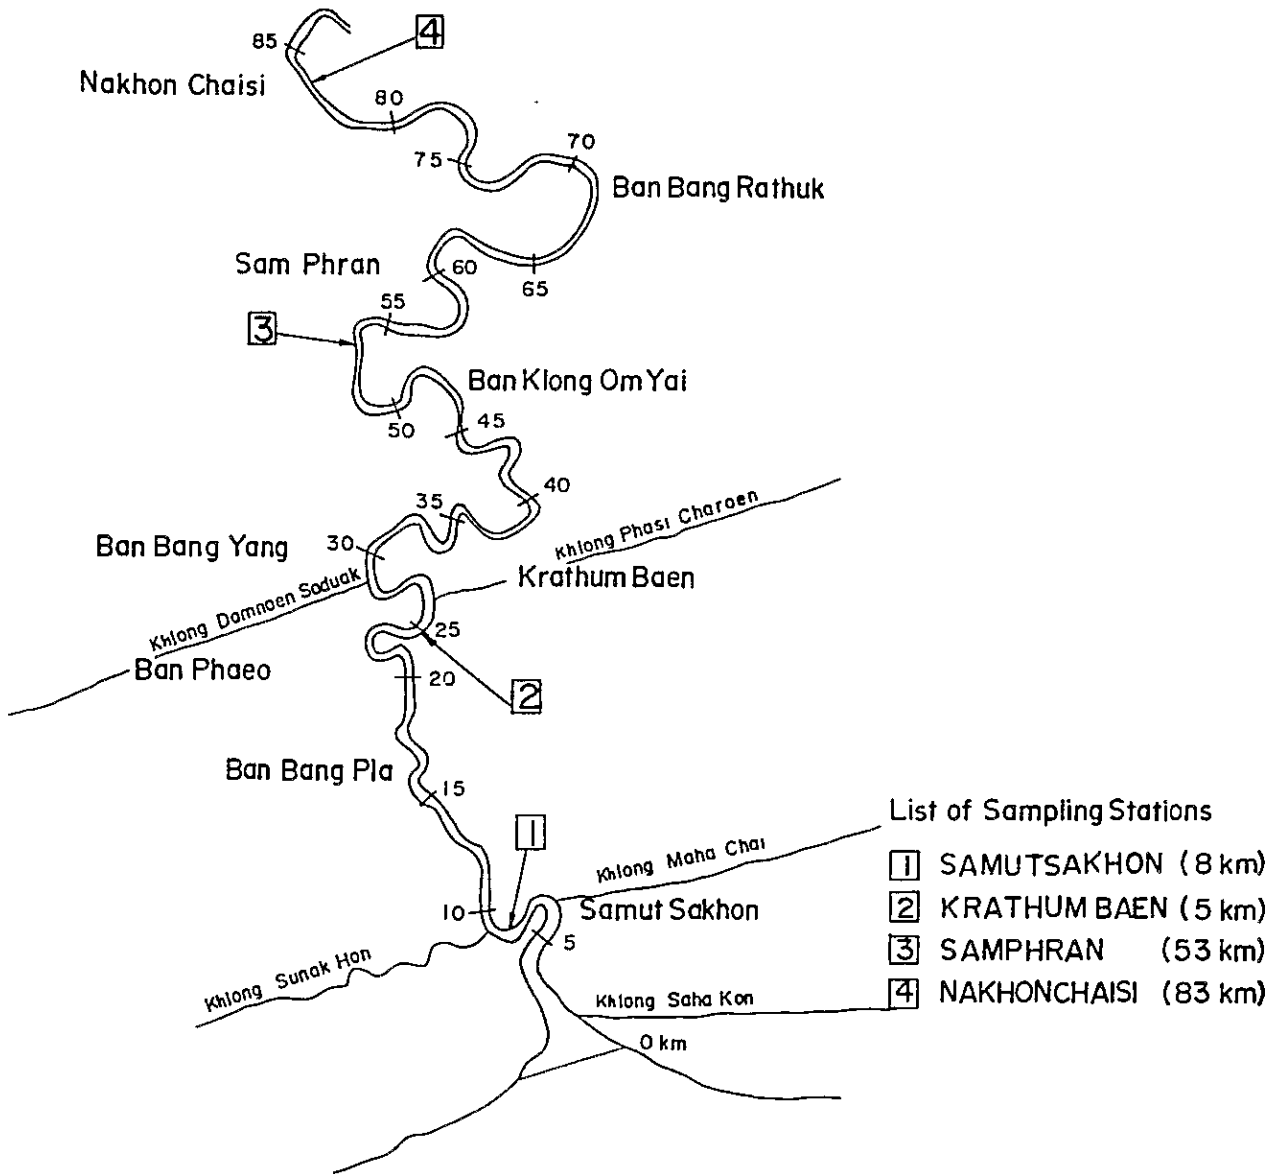 4
85
Nakhon Chaisi
80
70
75
Ban Bang Rathuk
Sam Phran
60
65
55
3
Ban Klong Om Yai
50
45
40
35
Khlong Phasi Charoen
Ban Bang Yang
30
Krathum Baen
Khlong Damnoen Saduak
25
Ban Phaeo
20
2
Ban Bang Pla
15
1
Khlong Maha Chai
10
Samut Sakhon
5
Khlong Sunak Hon
Khlong Saha Kon
0 km
List of Sampling Stations
1 SAMUTSAKHON (8 km)
2 KRATHUM BAEN (5 km)
3 SAMPHRAN (53 km)
4 NAKHONCHAISI (83 km)